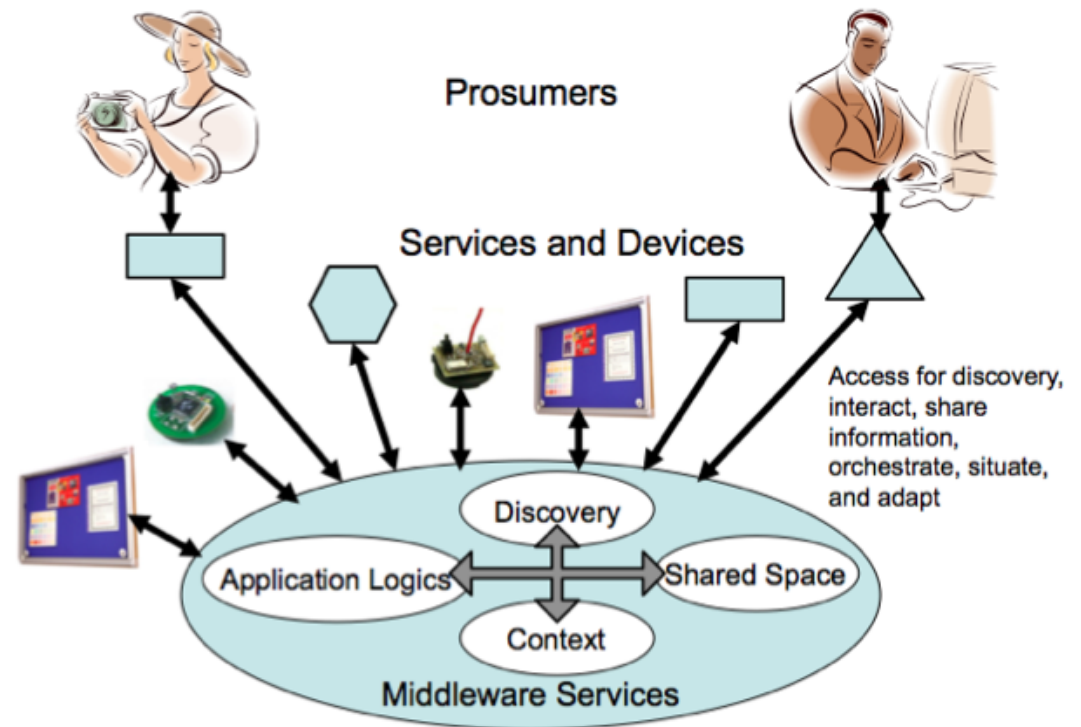 Prosumers
Services and Devices
Access for discovery,
interact, share
information,
orchestrate, situate,
and adapt
Discovery
Application Logics
Shared Space
Context
Middleware Services